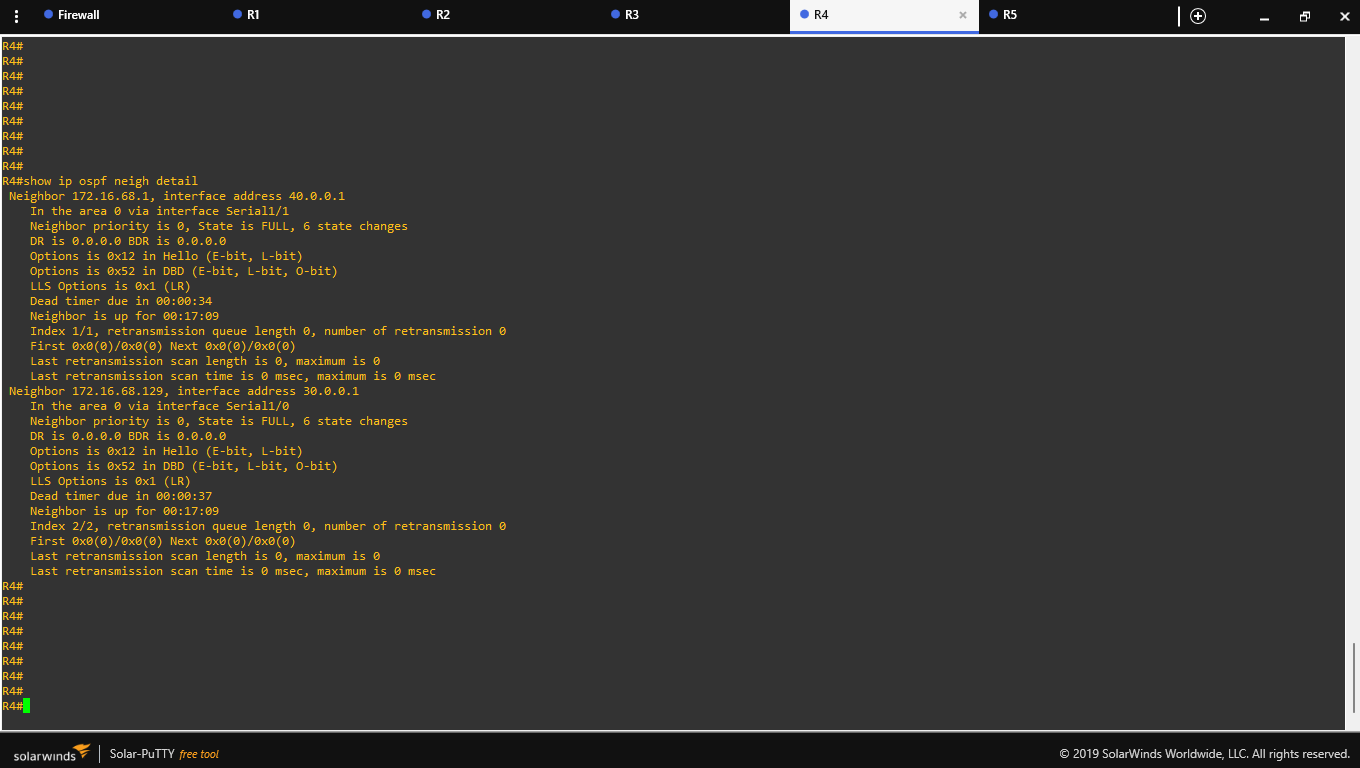 Firewall R1 R2 R3 R4 R5
R4#
R4#
R4#
R4#
R4#
R4#
R4#
R4#
R4#
R4#show ip ospf neigh detail
Neighbor 172.16.68.1, interface address 40.0.0.1
In the area 0 via interface Serial1/1
Neighbor priority is 0, State is FULL, 6 state changes
DR is 0.0.0.0 BDR is 0.0.0.0
Options is 0x12 in Hello (E-bit, L-bit)
Options is 0x52 in DBD (E-bit, L-bit, O-bit)
LLS Options is 0x1 (LR)
Dead timer due in 00:00:34
Neighbor is up for 00:17:09
Index 1/1, retransmission queue length 0, number of retransmission 0
First 0x0(0)/0x0(0) Next 0x0(0)/0x0(0)
Last retransmission scan length is 0, maximum is 0
Last retransmission scan time is 0 msec, maximum is 0 msec
Neighbor 172.16.68.129, interface address 30.0.0.1
In the area 0 via interface Serial1/0
Neighbor priority is 0, State is FULL, 6 state changes
DR is 0.0.0.0 BDR is 0.0.0.0
Options is 0x12 in Hello (E-bit, L-bit)
Options is 0x52 in DBD (E-bit, L-bit, O-bit)
LLS Options is 0x1 (LR)
Dead timer due in 00:00:37
Neighbor is up for 00:17:09
Index 2/2, retransmission queue length 0, number of retransmission 0
First 0x0(0)/0x0(0) Next 0x0(0)/0x0(0)
Last retransmission scan length is 0, maximum is 0
Last retransmission scan time is 0 msec, maximum is 0 msec
R4#
R4#
R4#
R4#
R4#
R4#
R4#
R4#
R4#
solarwinds Solar-PuTTY free tool © 2019 SolarWinds Worldwide, LLC. All rights reserved.